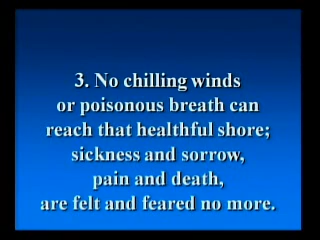 3. No chilling winds
or poisonous breath can
reach that healthful shore;
sickness and sorrow,
pain and death,
are felt and feared no more.